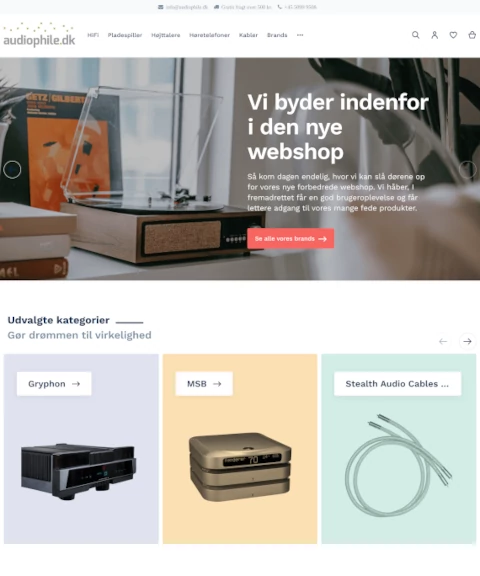 info@audiophile.dk Gratis fragt over 500 kr.
audiophile.dk
HiFi Pladespiller Højttalere Høretelefoner Kabler Brands
GETZ/GILBERTO
Vi byder indenfor
i den nye
webshop
Så kom dagen endelig, hvor vi kan slå dørene op
for vores nye forbedrede webshop. Vi håber, I
fremadrettet får en god brugeroplevelse og får
lettere adgang til vores mange fede produkter.
Se alle vores brands →
MEL
Udvalgte kategorier
Gør drømmen til virkelighed
Gryphon →
MSB →
Stealth Audio Cables ...
70